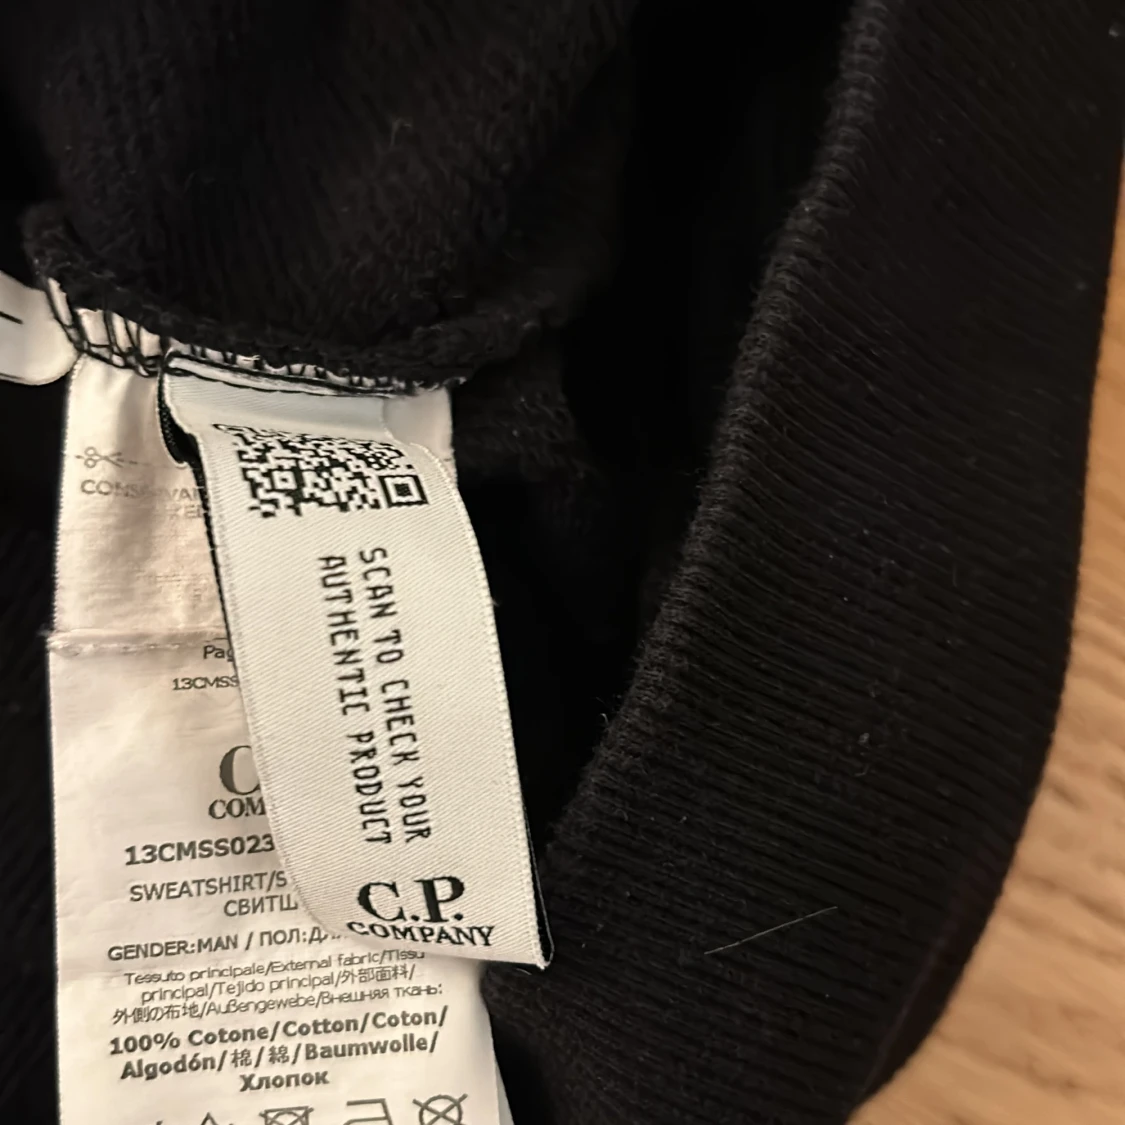 SCAN TO CHECK YOUR
AUTHENTIC PRODUCT
C.P.
COMPANY
13CMSS
C
COM
13CMSS023
SWEATSHIRT/S
СВИТШ
GENDER:MAN / ПОЛ:Д
Tessuto principale/External fabric/Tissu
principal/Tejido principal/外部面料/
外側の布地/Außengewebe/Внешняя ткань:
100% Cotone/Cotton/Coton/
Algodón/棉/綿/Baumwolle/
Хлопок